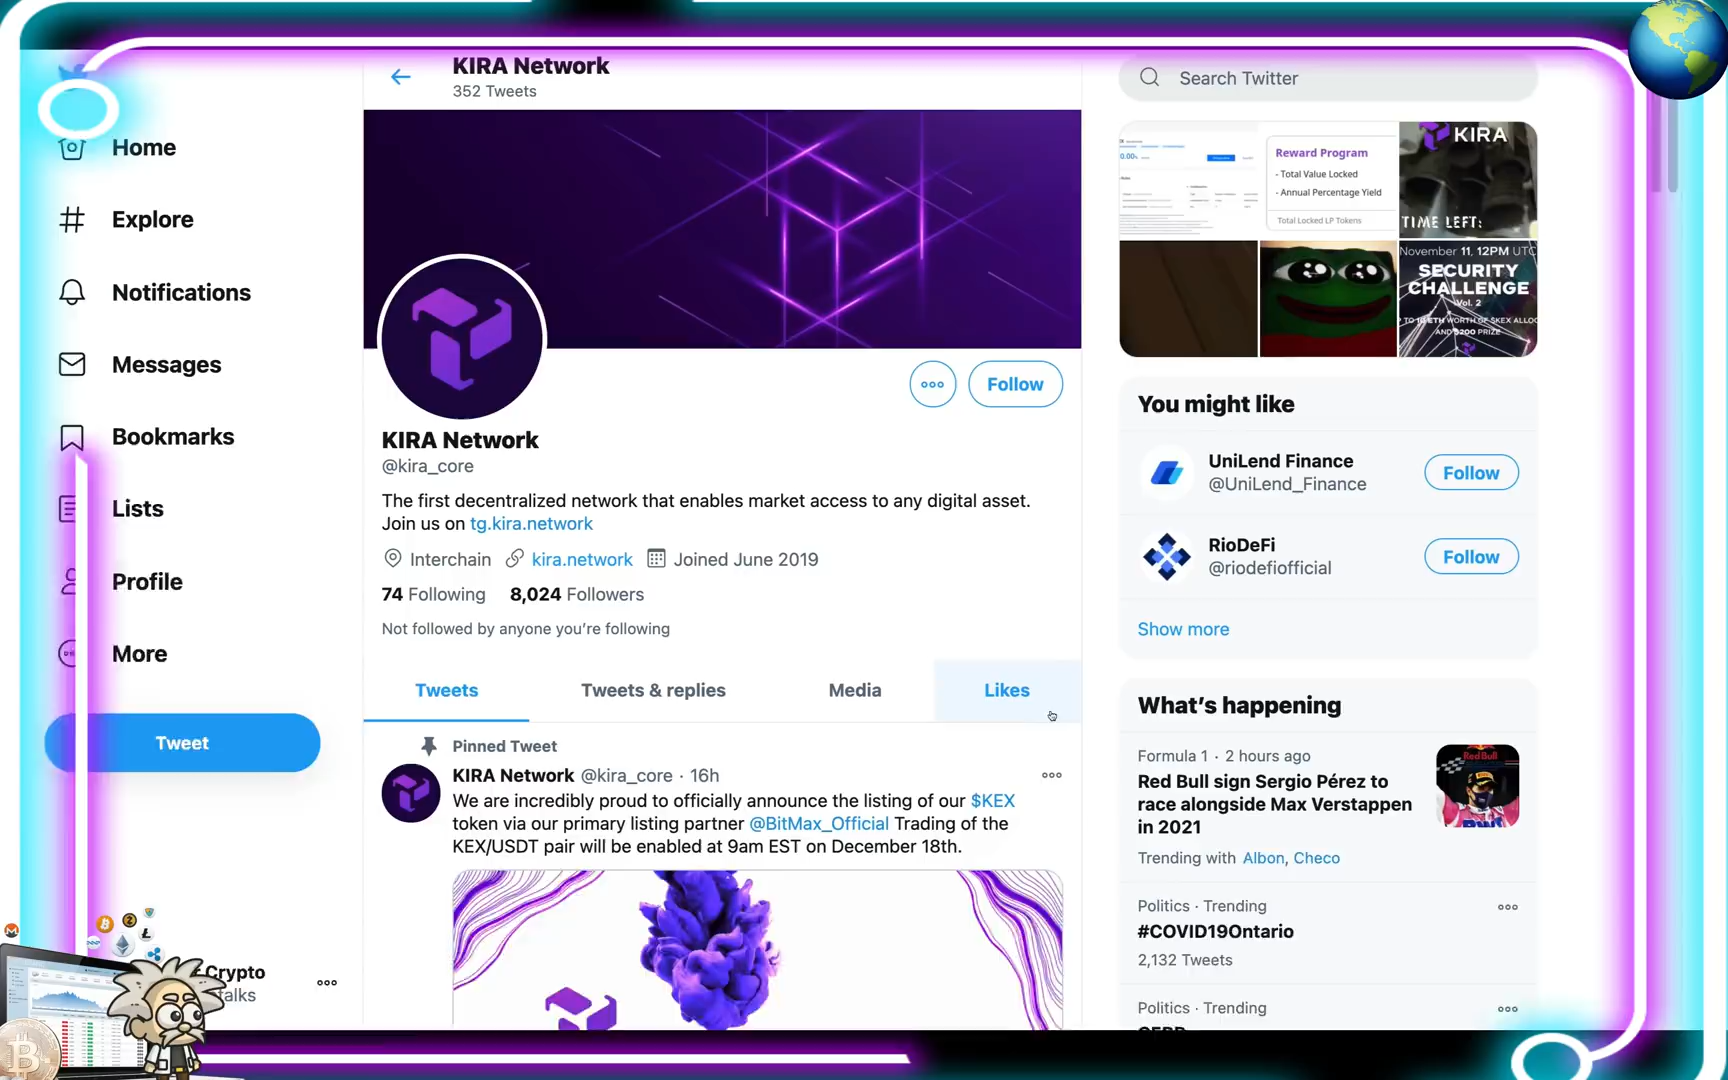 KIRA Network
352 Tweets
Search Twitter
Home
Explore
Notifications
Messages
Bookmarks
Lists
Profile
More
Tweet
Crypto
Follow
KIRA Network
@kira_core
The first decentralized network that enables market access to any digital asset.
Join us on tg.kira.network
Interchain kira.network Joined June 2019
74 Following 8,024 Followers
Not followed by anyone you're following
Tweets Tweets & replies Media Likes
Pinned Tweet
KIRA Network @kira_core · 16h
We are incredibly proud to officially announce the listing of our $KEX
token via our primary listing partner @BitMax_Official Trading of the
KEX/USDT pair will be enabled at 9am EST on December 18th.
Reward Program
- Total Value Locked
- Annual Percentage Yield
Total Locked LP Tokens
KIRA
TIME LEFT:
November 11, 12PM UTC
SECURITY
CHALLENGE
Vol. 2
AND $200 PRIZE
You might like
UniLend Finance
@UniLend_Finance
Follow
RioDeFi
@riodefiofficial
Follow
Show more
What's happening
Formula 1 · 2 hours ago
Red Bull sign Sergio Pérez to
race alongside Max Verstappen
in 2021
Trending with Albon, Checo
Politics · Trending
#COVID19Ontario
2,132 Tweets
Politics · Trending